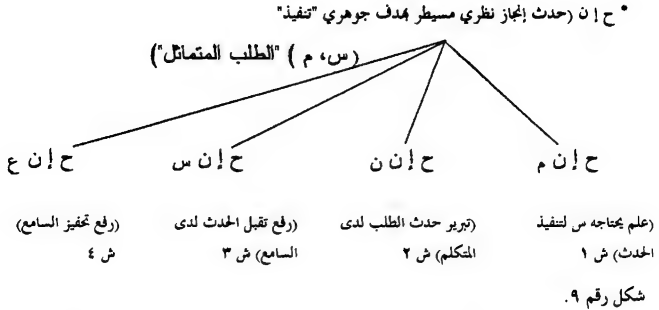 * ح إ ن (حدث إنجاز نظري مسيطر بهدف جوهري "تنفيذ"
(س، م ) "الطلب المتماثل")
ح إ ن م
ح إ ن ن
ح إ ن س
ح إ ن ع
(علم يحتاجه س لتنفيذ
الحدث) ش ١
(تبرير حدث الطلب لدى
المتكلم) ش ٢
(رفع تقبل الحدث لدى
السامع) ش ٣
(رفع تحفيز السامع)
ش ٤
شكل رقم ٩.